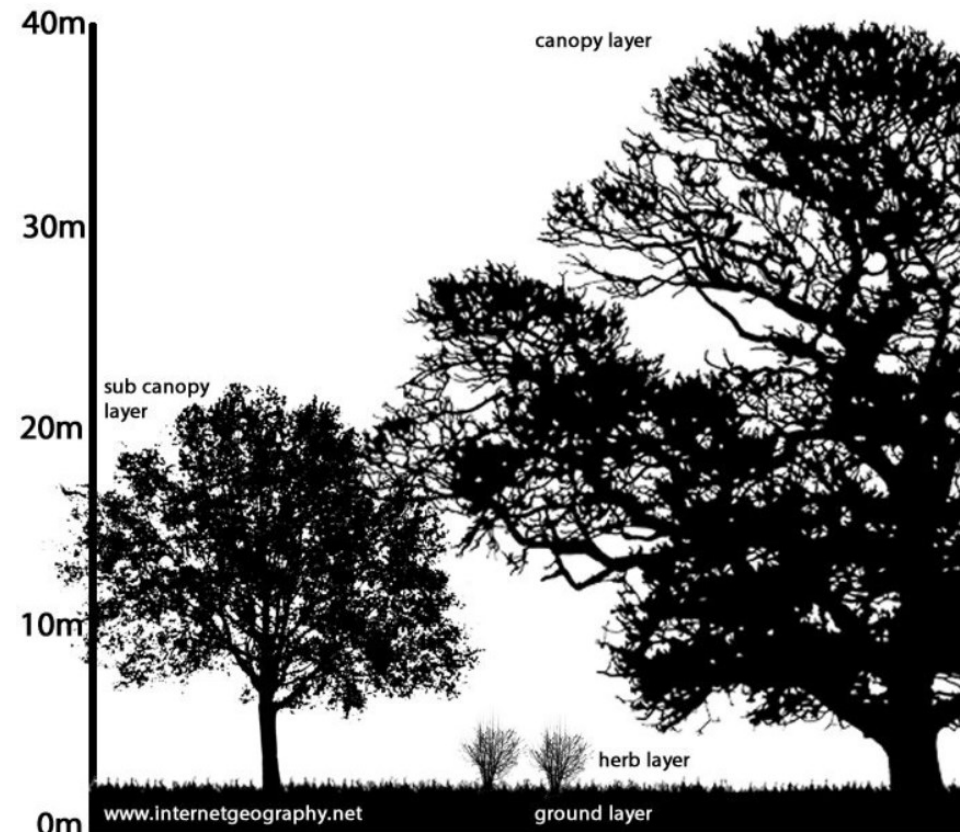 40m
canopy layer
30m
sub canopy
layer
20m
10m
herb layer
www.internetgeography.net
ground layer
0m